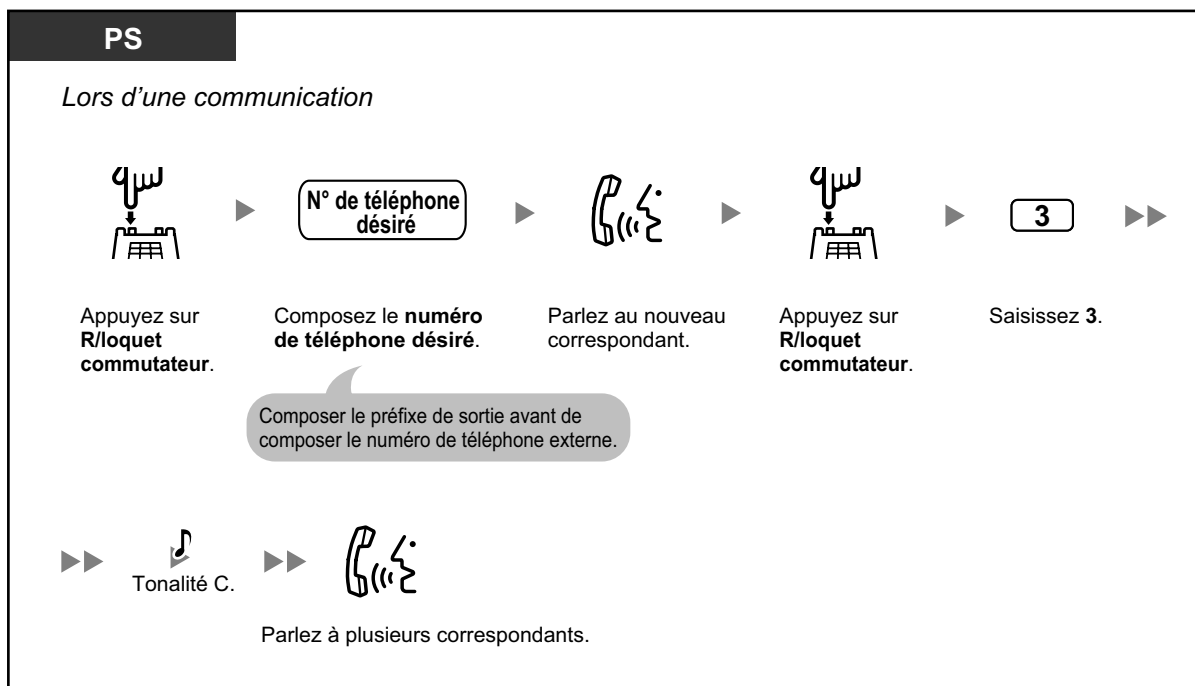 PS
Lors d'une communication
N° de téléphone
désiré
3
Appuyez sur
R/loquet
commutateur.
Composez le numéro
de téléphone désiré.
Parlez au nouveau
correspondant.
Appuyez sur
R/loquet
commutateur.
Saisissez 3.
Composer le préfixe de sortie avant de
composer le numéro de téléphone externe.
Tonalité C.
Parlez à plusieurs correspondants.